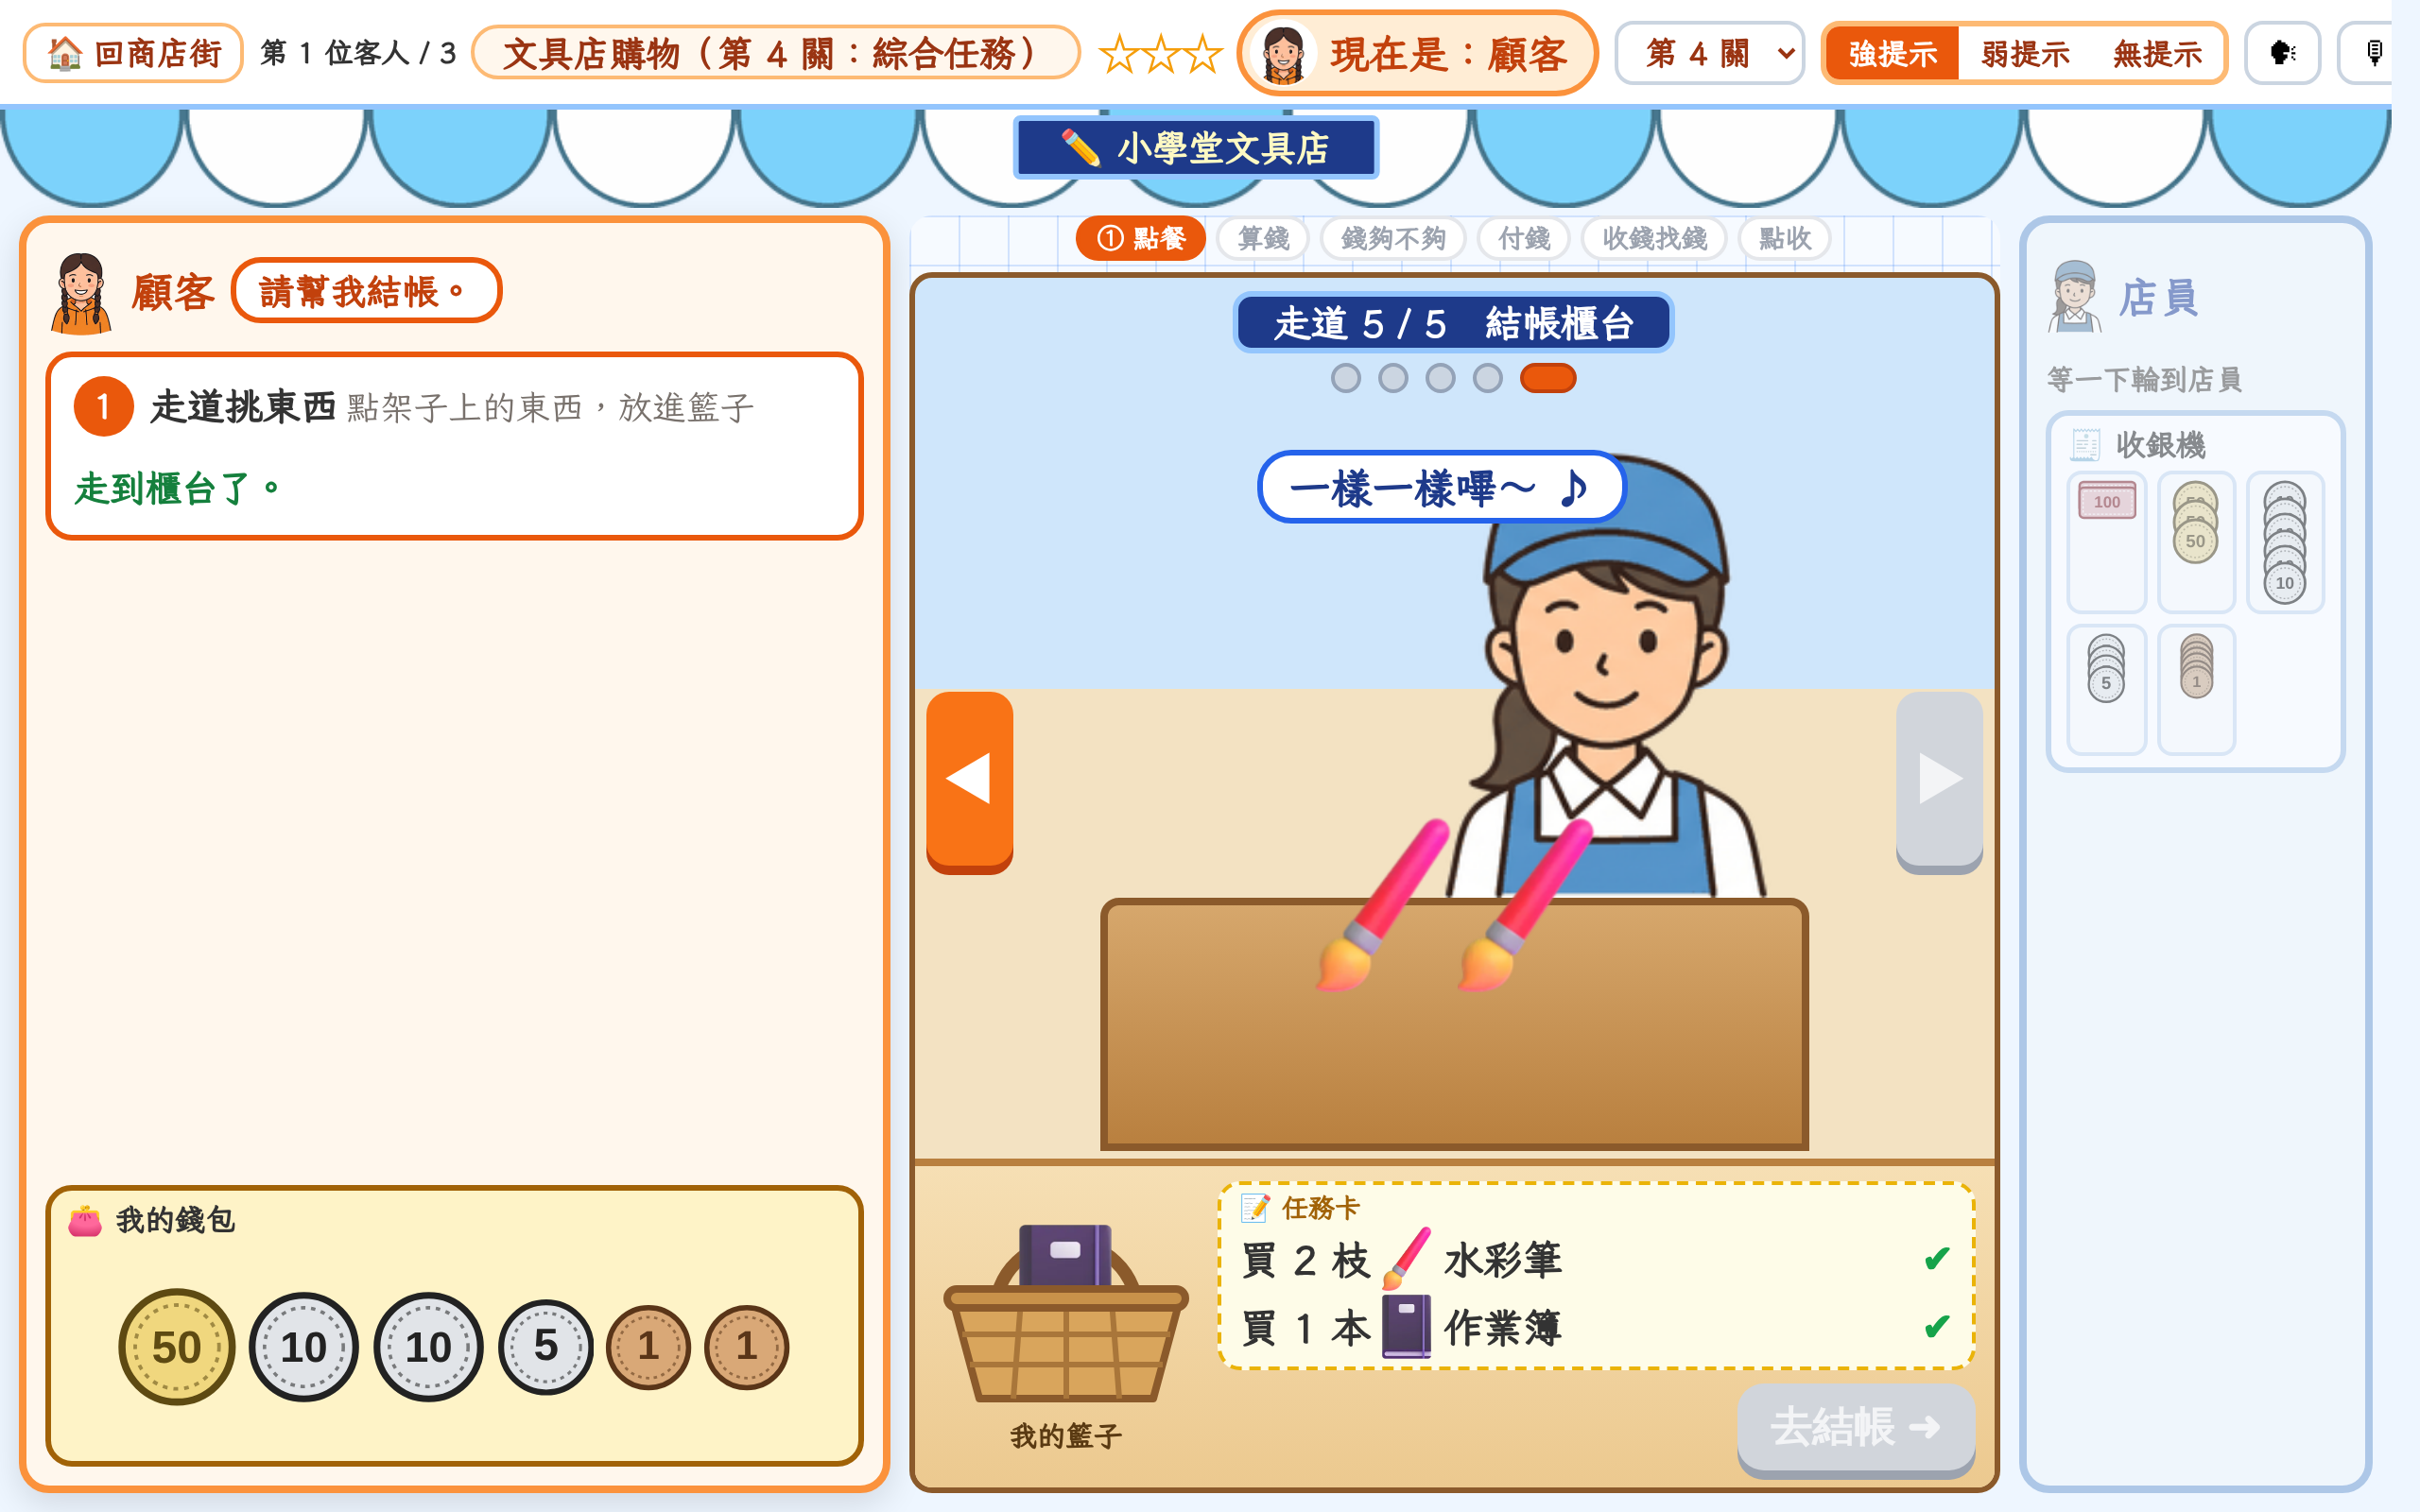 回商店街
第 1 位客人 / 3
文具店購物（第 4 關：綜合任務）
現在是：顧客
第 4 關
強提示
弱提示
無提示
小學堂文具店
顧客
請幫我結帳。
1 走道挑東西 點架子上的東西，放進籃子
走到櫃台了。
我的錢包
50 10 10 5 1 1
① 點餐
算錢
錢夠不夠
付錢
收錢找錢
點收
走道 5 / 5 結帳櫃台
一樣一樣嗶～ ♪
任務卡
買 2 枝 水彩筆 ✔
買 1 本 作業簿 ✔
我的籃子
去結帳 ➜
店員
等一下輪到店員
收銀機
100
50
10
5
1